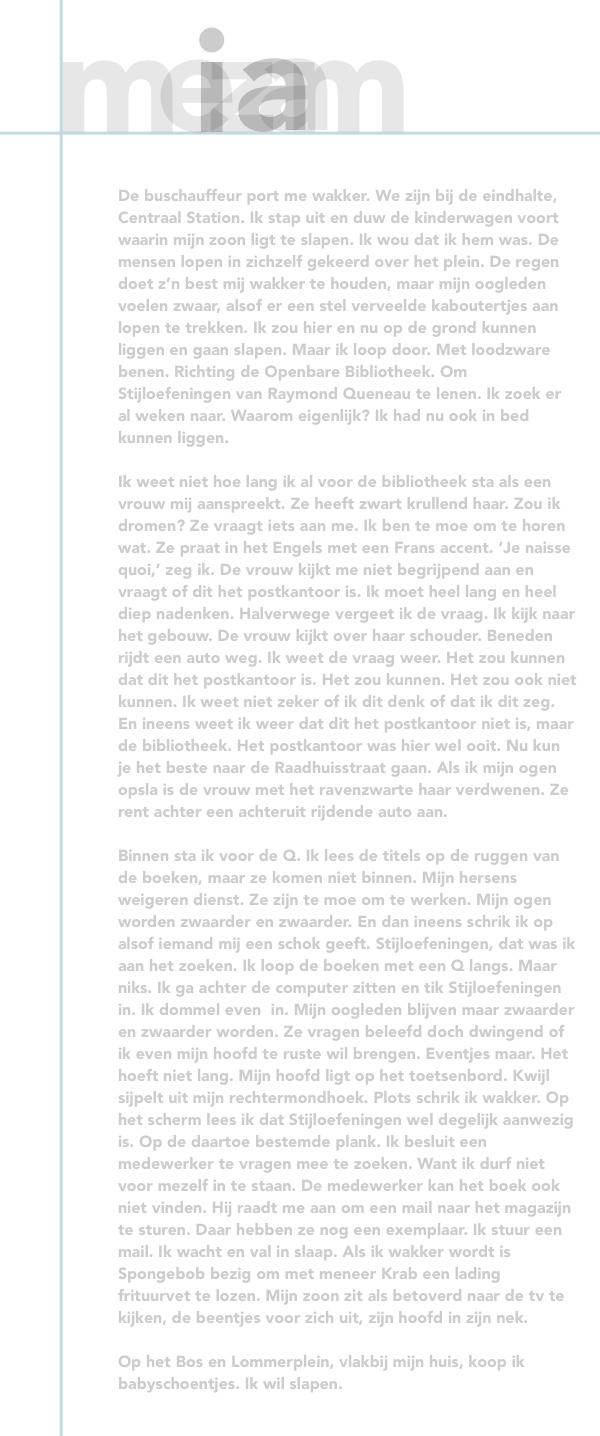 De buschauffeur port me wakker. We zijn bij de eindhalte,
Centraal Station. Ik stap uit en duw de kinderwagen voort
waarin mijn zoon ligt te slapen. Ik wou dat ik hem was. De
mensen lopen in zichzelf gekeerd over het plein. De regen
doet z’n best mij wakker te houden, maar mijn oogleden
voelen zwaar, alsof er een stel verveelde kaboutertjes aan
lopen te trekken. Ik zou hier en nu op de grond kunnen
liggen en gaan slapen. Maar ik loop door. Met loodzware
benen. Richting de Openbare Bibliotheek. Om
Stijloefeningen van Raymond Queneau te lenen. Ik zoek er
al weken naar. Waarom eigenlijk? Ik had nu ook in bed
kunnen liggen.

Ik weet niet hoe lang ik al voor de bibliotheek sta als een
vrouw mij aanspreekt. Ze heeft zwart krullend haar. Zou ik
dromen? Ze vraagt iets aan me. Ik ben te moe om te horen
wat. Ze praat in het Engels met een Frans accent. ‘Je naisse
quoi,’ zeg ik. De vrouw kijkt me niet begrijpend aan en
vraagt of dit het postkantoor is. Ik moet heel lang en heel
diep nadenken. Halverwege vergeet ik de vraag. Ik kijk naar
het gebouw. De vrouw kijkt over haar schouder. Beneden
rijdt een auto weg. Ik weet de vraag weer. Het zou kunnen
dat dit het postkantoor is. Het zou kunnen. Het zou ook niet
kunnen. Ik weet niet zeker of ik dit denk of dat ik dit zeg.
En ineens weet ik weer dat dit het postkantoor niet is, maar
de bibliotheek. Het postkantoor was hier wel ooit. Nu kun
je het beste naar de Raadhuisstraat gaan. Als ik mijn ogen
opsla is de vrouw met het ravenzwarte haar verdwenen. Ze
rent achter een achteruit rijdende auto aan.

Binnen sta ik voor de Q. Ik lees de titels op de ruggen van
de boeken, maar ze komen niet binnen. Mijn hersens
weigeren dienst. Ze zijn te moe om te werken. Mijn ogen
worden zwaarder en zwaarder. En dan ineens schrik ik op
alsof iemand mij een schok geeft. Stijloefeningen, dat was ik
aan het zoeken. Ik loop de boeken met een Q langs. Maar
niks. Ik ga achter de computer zitten en tik Stijloefeningen
in. Ik dommel even  in. Mijn oogleden blijven maar zwaarder
en zwaarder worden. Ze vragen beleefd doch dwingend of
ik even mijn hoofd te ruste wil brengen. Eventjes maar. Het
hoeft niet lang. Mijn hoofd ligt op het toetsenbord. Kwijl
sijpelt uit mijn rechtermondhoek. Plots schrik ik wakker. Op
het scherm lees ik dat Stijloefeningen wel degelijk aanwezig
is. Op de daartoe bestemde plank. Ik besluit een
medewerker te vragen mee te zoeken. Want ik durf niet
voor mezelf in te staan. De medewerker kan het boek ook
niet vinden. Hij raadt me aan om een mail naar het magazijn
te sturen. Daar hebben ze nog een exemplaar. Ik stuur een
mail. Ik wacht en val in slaap. Als ik wakker wordt is
Spongebob bezig om met meneer Krab een lading
frituurvet te lozen. Mijn zoon zit als betoverd naar de tv te
kijken, de beentjes voor zich uit, zijn hoofd in zijn nek.

Op het Bos en Lommerplein, vlakbij mijn huis, koop ik
babyschoentjes. Ik wil slapen.